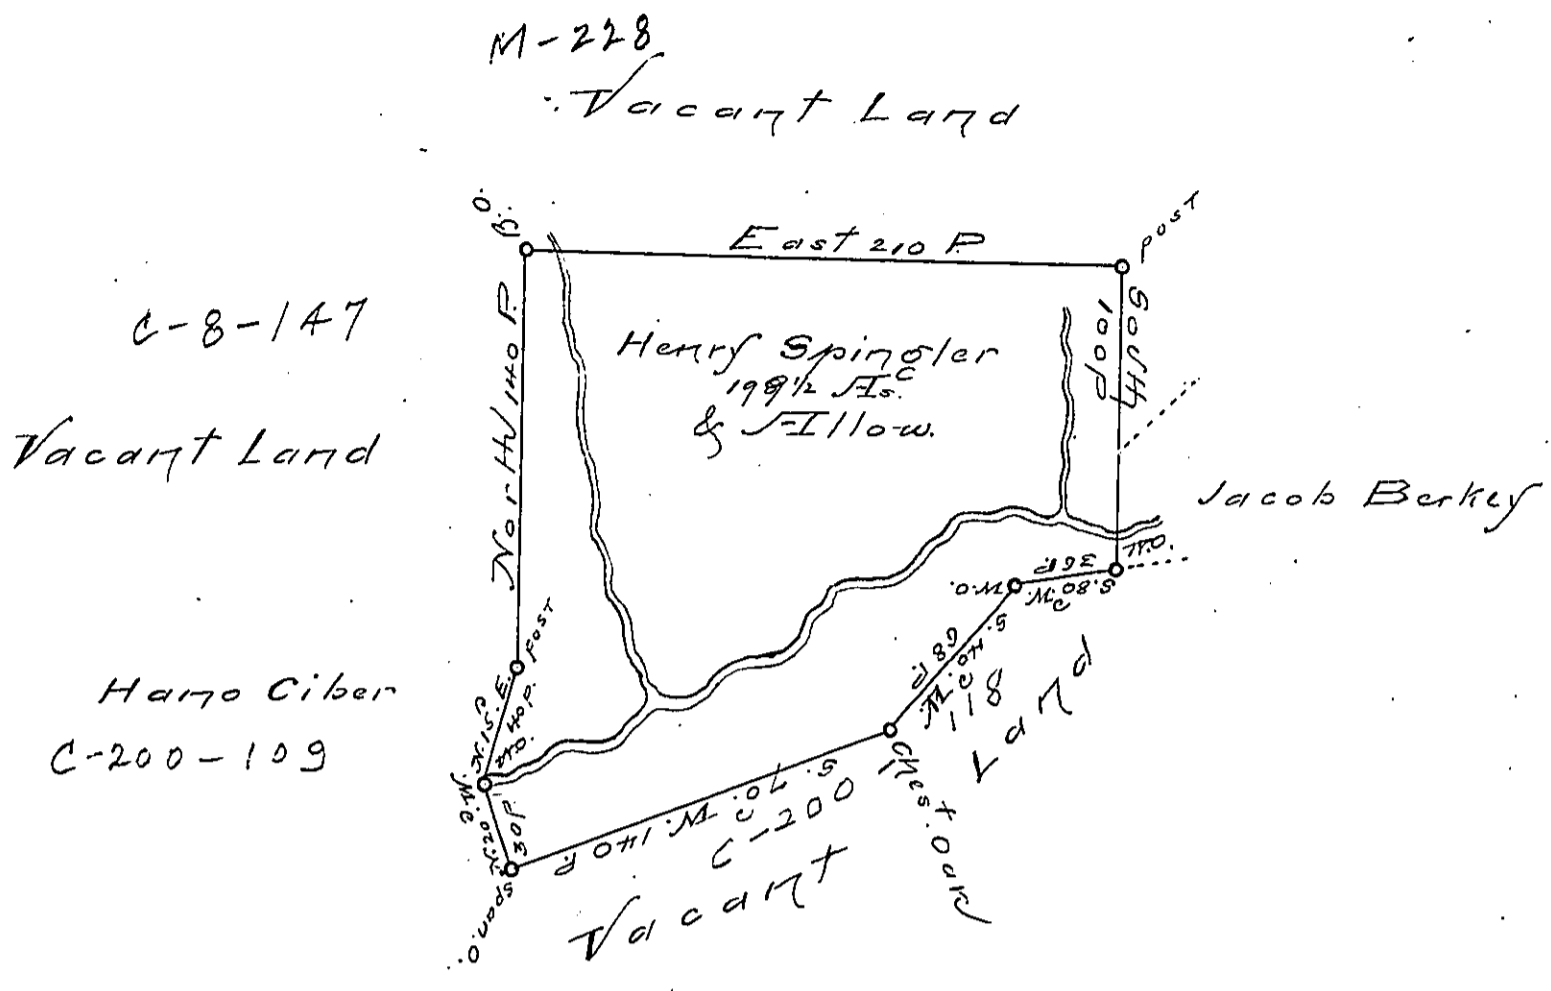 M-228
Vacant Land
B. O.
East 210 P.
post
South
100 P
C-8-147
North 140 P.
Henry Spingler
198½ As.
& Allow.
Vacant Land
Jacob Berkey
W.O.
S. 80° W.
36 P.
W.O.
Post
N. 15° E.
40 P.
S. 40° W.
68 P.
118
Land
Hano Ciber
C-200-109
N. 20° W.
30 P.
Chest. Oak
S. 70° W. 140 P.
C-200
Span. O.
Vacant